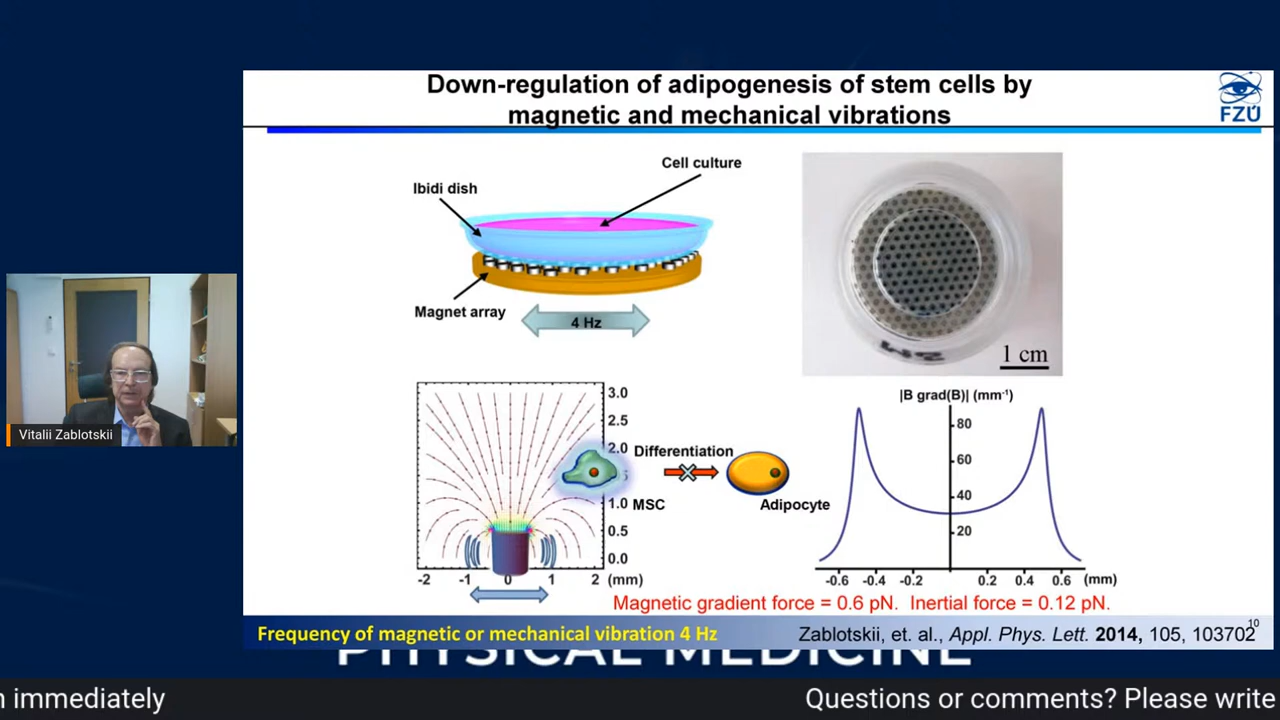 Down-regulation of adipogenesis of stem cells by
magnetic and mechanical vibrations
FZÚ
Cell culture
Ibidi dish
Magnet array
4 Hz
1 cm
3.0
2.5
2.0
1.0
0.5
0.0
-2 -1 0 1 2 (mm)
Differentiation
MSC
Adipocyte
|B grad(B)| (mm⁻¹)
80
60
40
20
-0.6 -0.4 -0.2 0.2 0.4 0.6 (mm)
Magnetic gradient force = 0.6 pN. Inertial force = 0.12 pN.
Frequency of magnetic or mechanical vibration 4 Hz
Zablotskii, et. al., Appl. Phys. Lett. 2014, 105, 103702
10
Vitalii Zablotskii
PHYSICAL MEDICINE
n immediately
Questions or comments? Please write